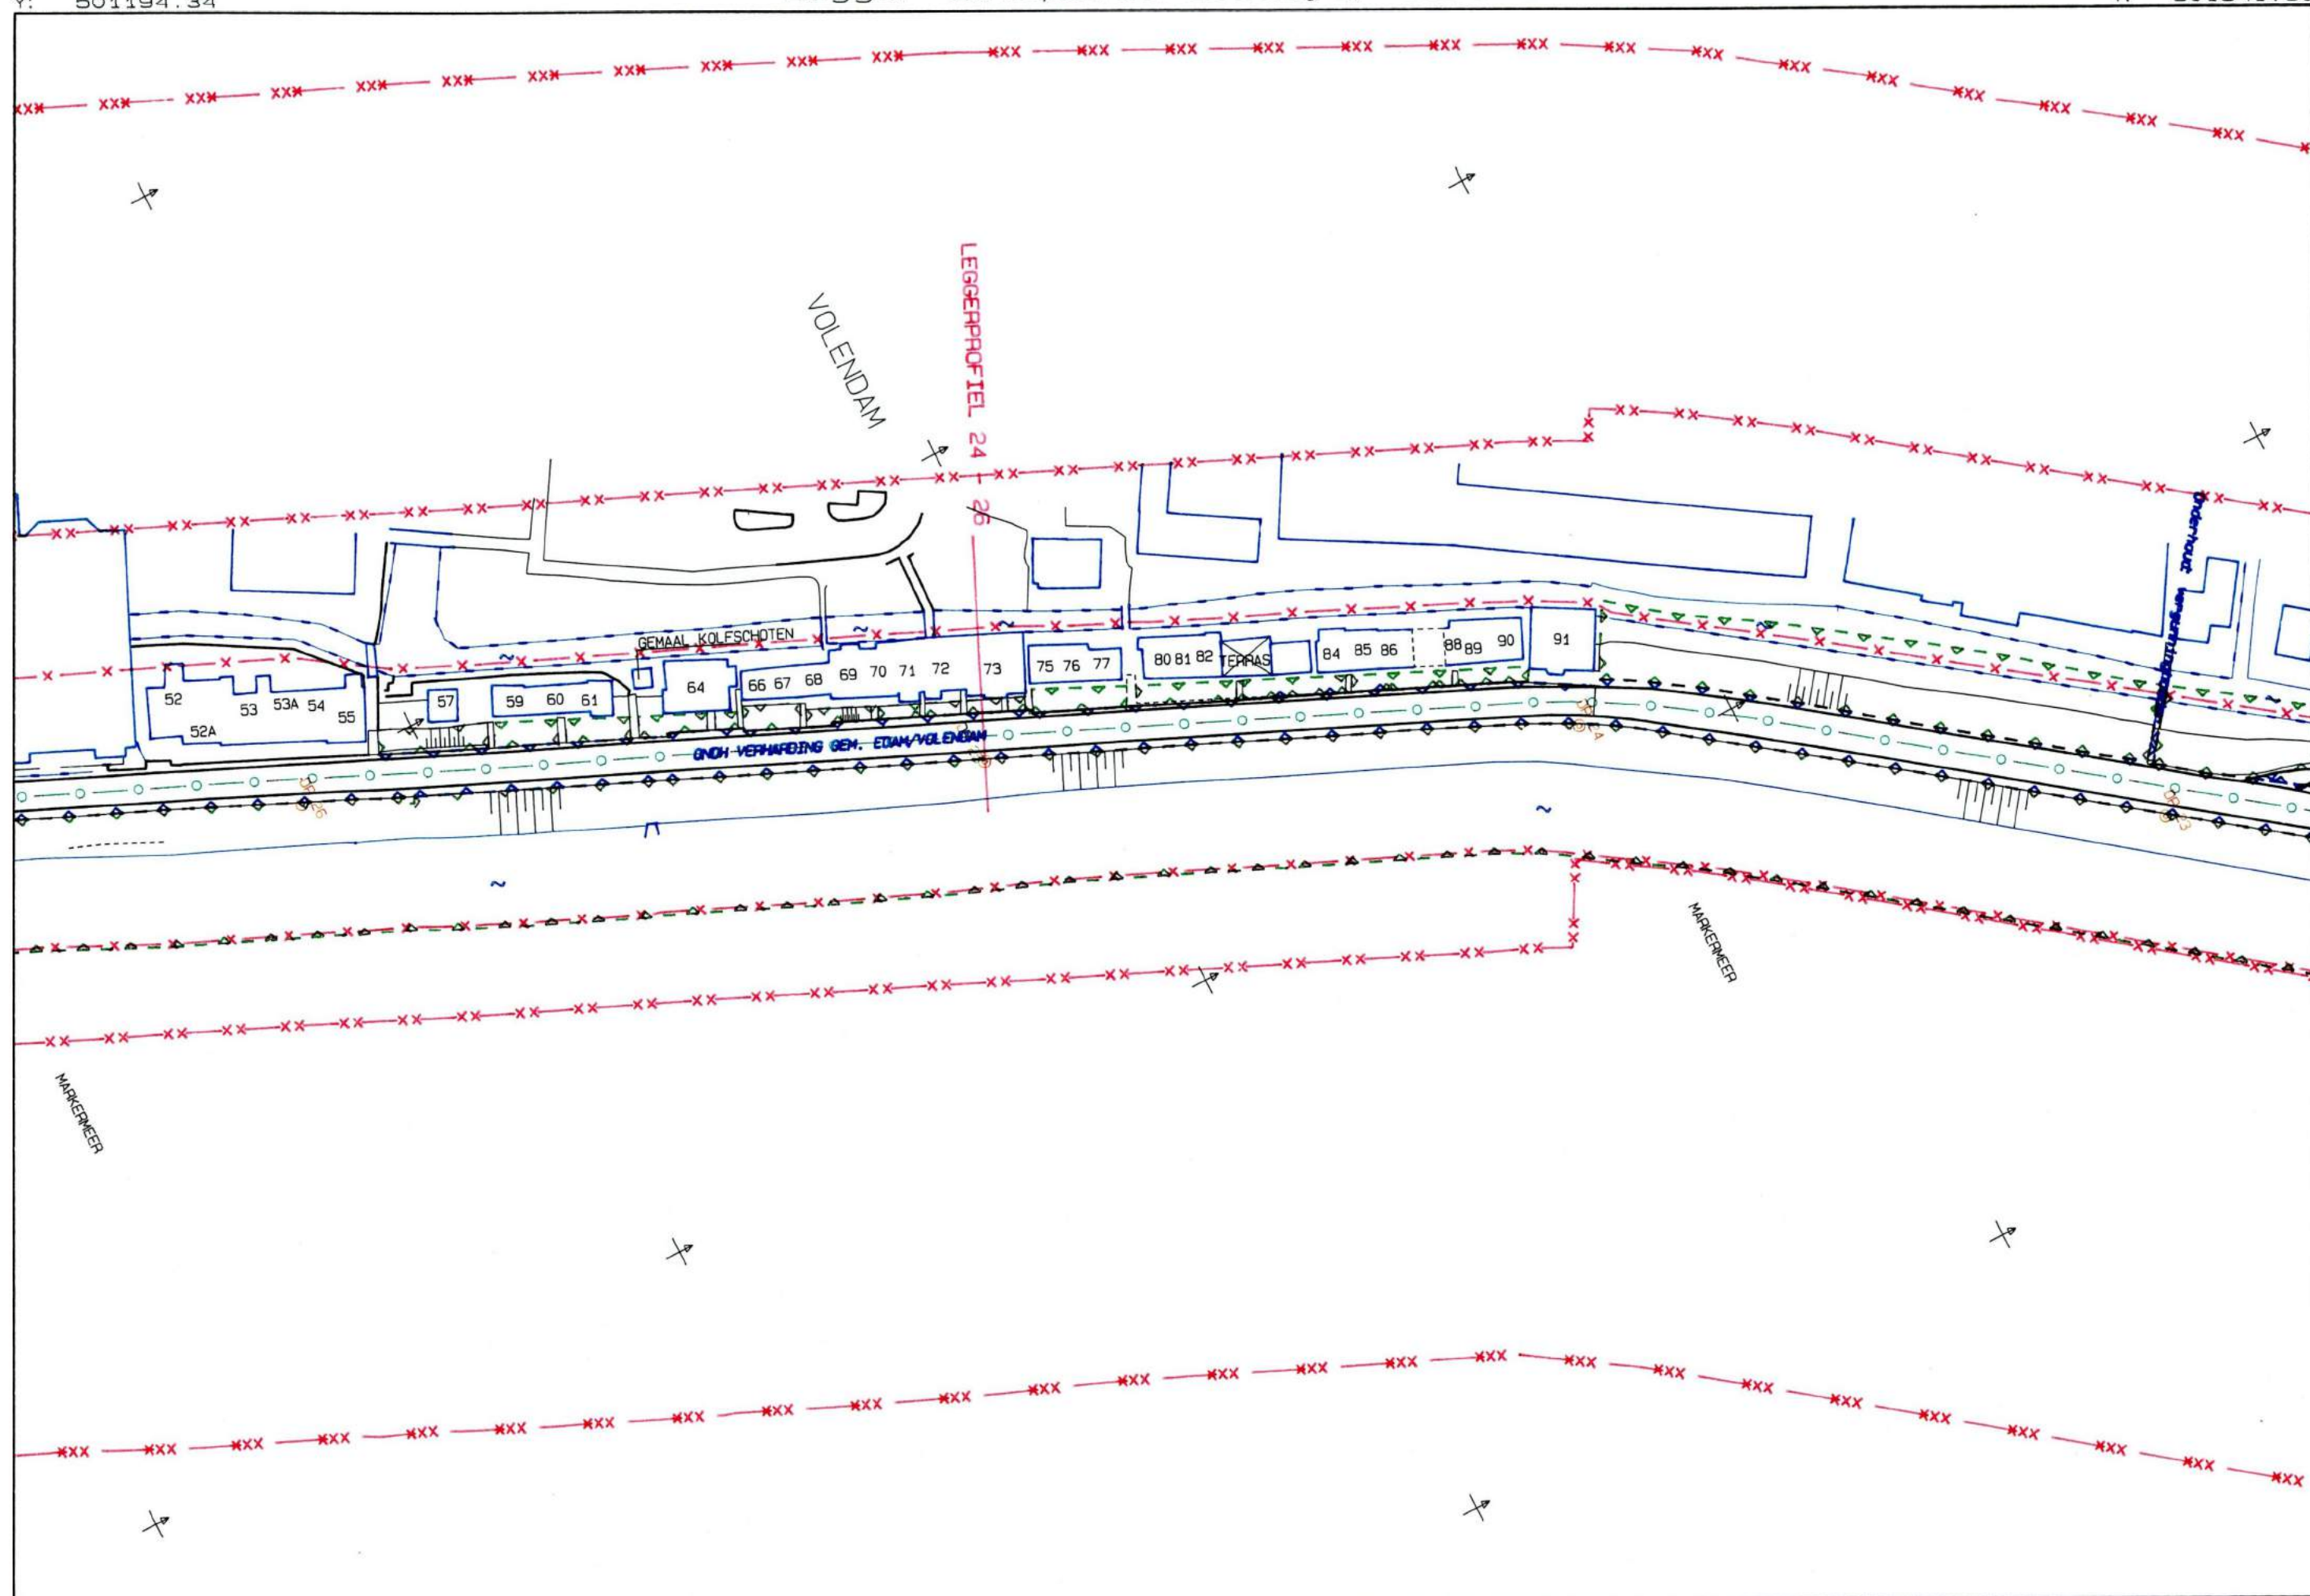 Y: 501194.34
LEGGERPROFIEL 24 - 26
VOLENDAM
GEMAAL KOLFSCHOTEN
52
52A
53
53A
54
55
57
59
60
61
64
66
67
68
69
70
71
72
73
75
76
77
80
81
82
TERRAS
84
85
86
88
89
90
91
ONDH VERHARDING GEM. EDAM/VOLENDAM
Onderhoud
MARKERMEER
MARKERMEER